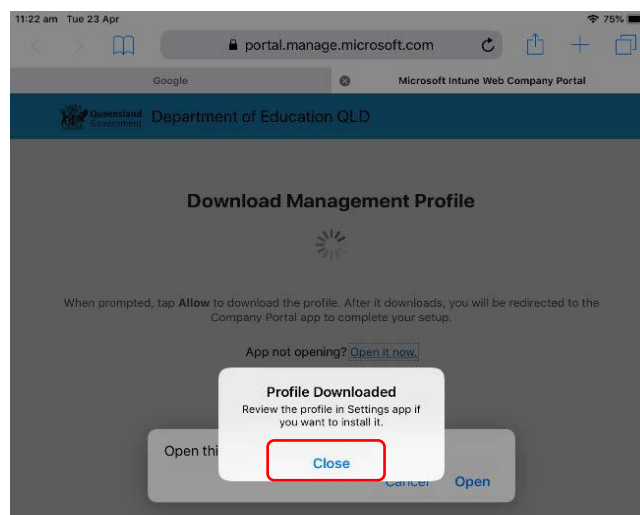 11:22 am Tue 23 Apr
75%
portal.manage.microsoft.com
Google
Microsoft Intune Web Company Portal
Queensland
Government
Department of Education QLD
Download Management Profile
When prompted, tap Allow to download the profile. After it downloads, you will be redirected to the
Company Portal app to complete your setup.
App not opening? Open it now.
Profile Downloaded
Review the profile in Settings app if
you want to install it.
Open thi
Close
Cancel
Open